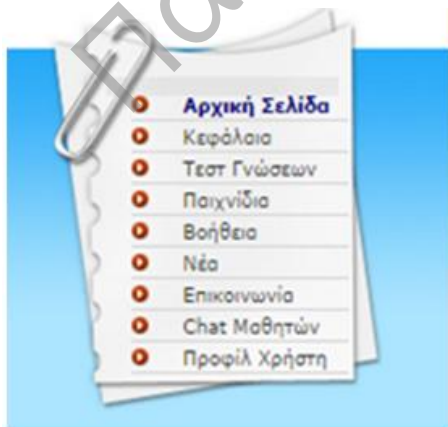 Αρχική Σελίδα
Κεφάλαια
Τεστ Γνώσεων
Παιχνίδια
Βοήθεια
Νέα
Επικοινωνία
Chat Μαθητών
Προφίλ Χρήστη